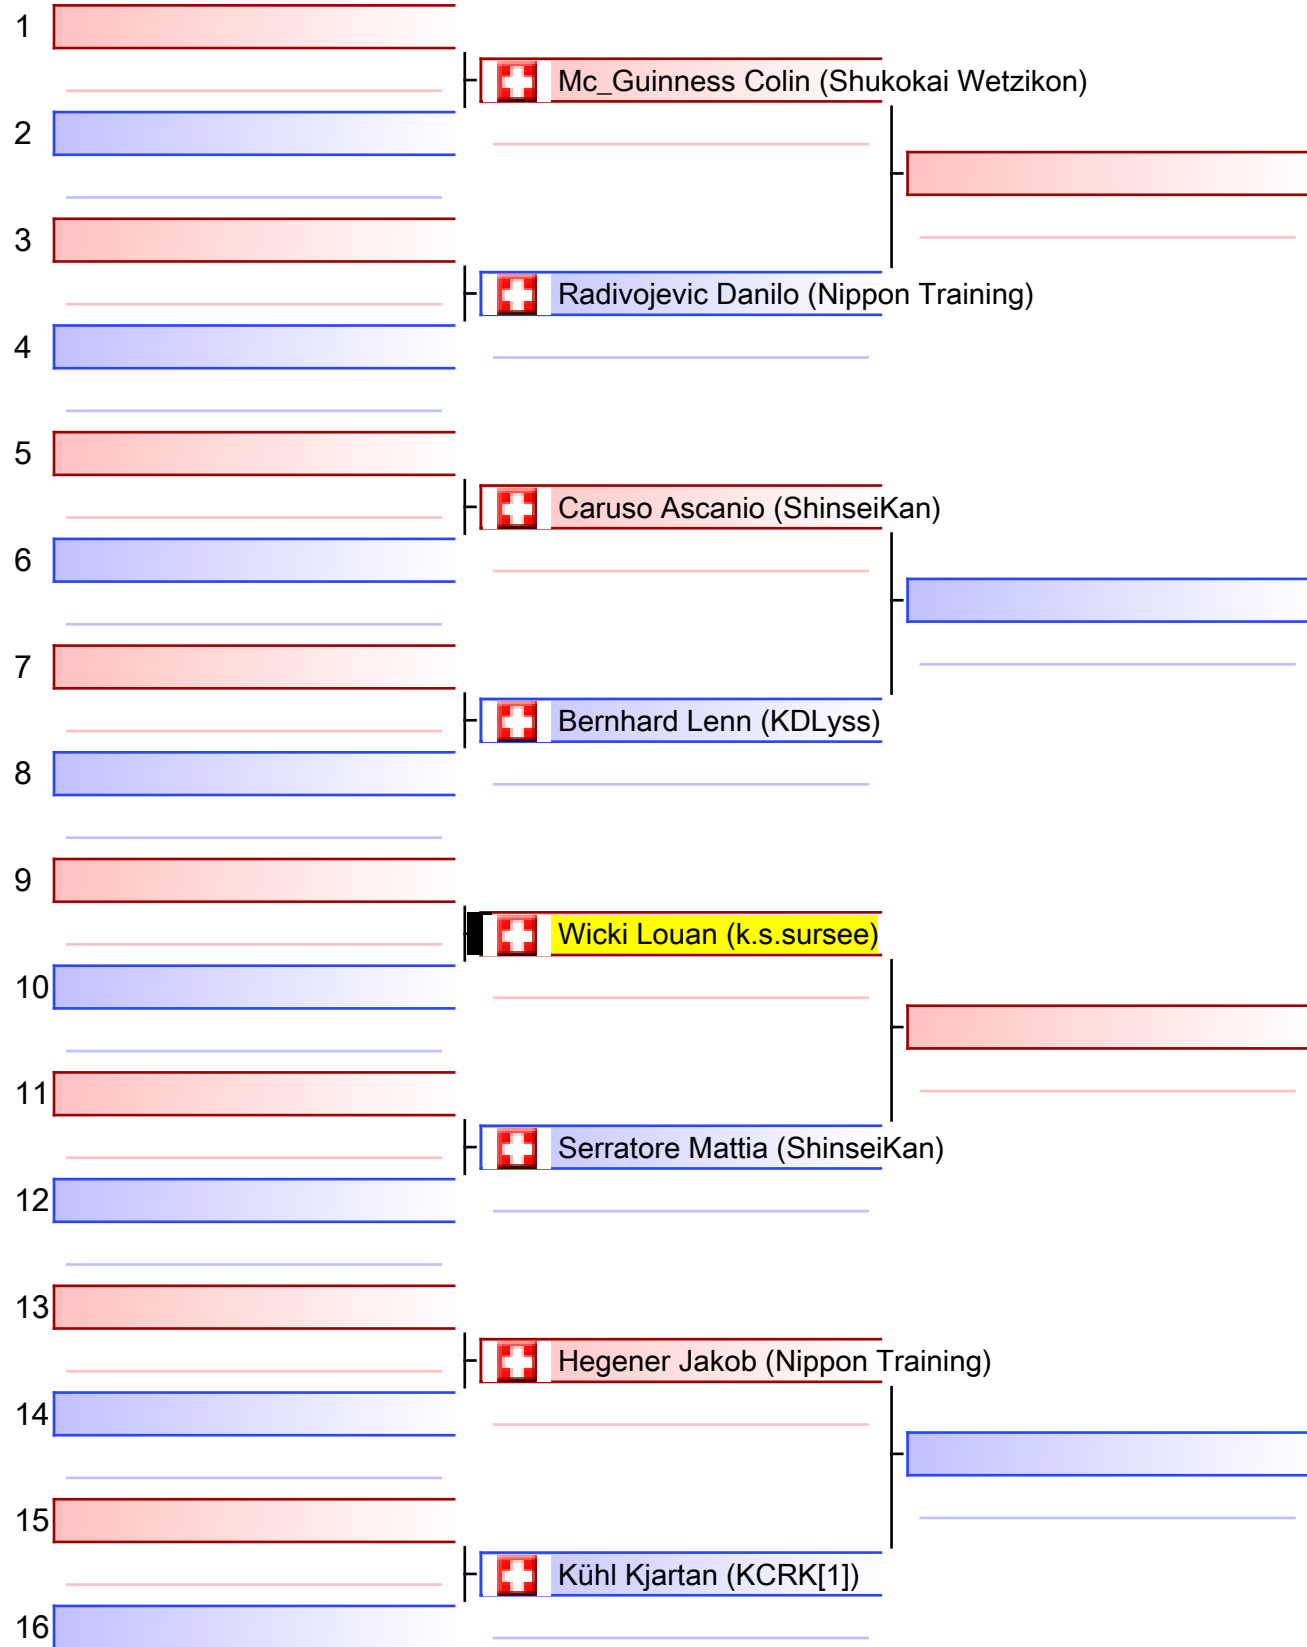 1
Mc_Guinness Colin (Shukokai Wetzikon)
2
3
Radivojevic Danilo (Nippon Training)
4
5
Caruso Ascanio (ShinseiKan)
6
7
Bernhard Lenn (KDLyss)
8
9
Wicki Louan (k.s.sursee)
10
11
Serratore Mattia (ShinseiKan)
12
13
Hegener Jakob (Nippon Training)
14
15
Kühl Kjartan (KCRK[1])
16